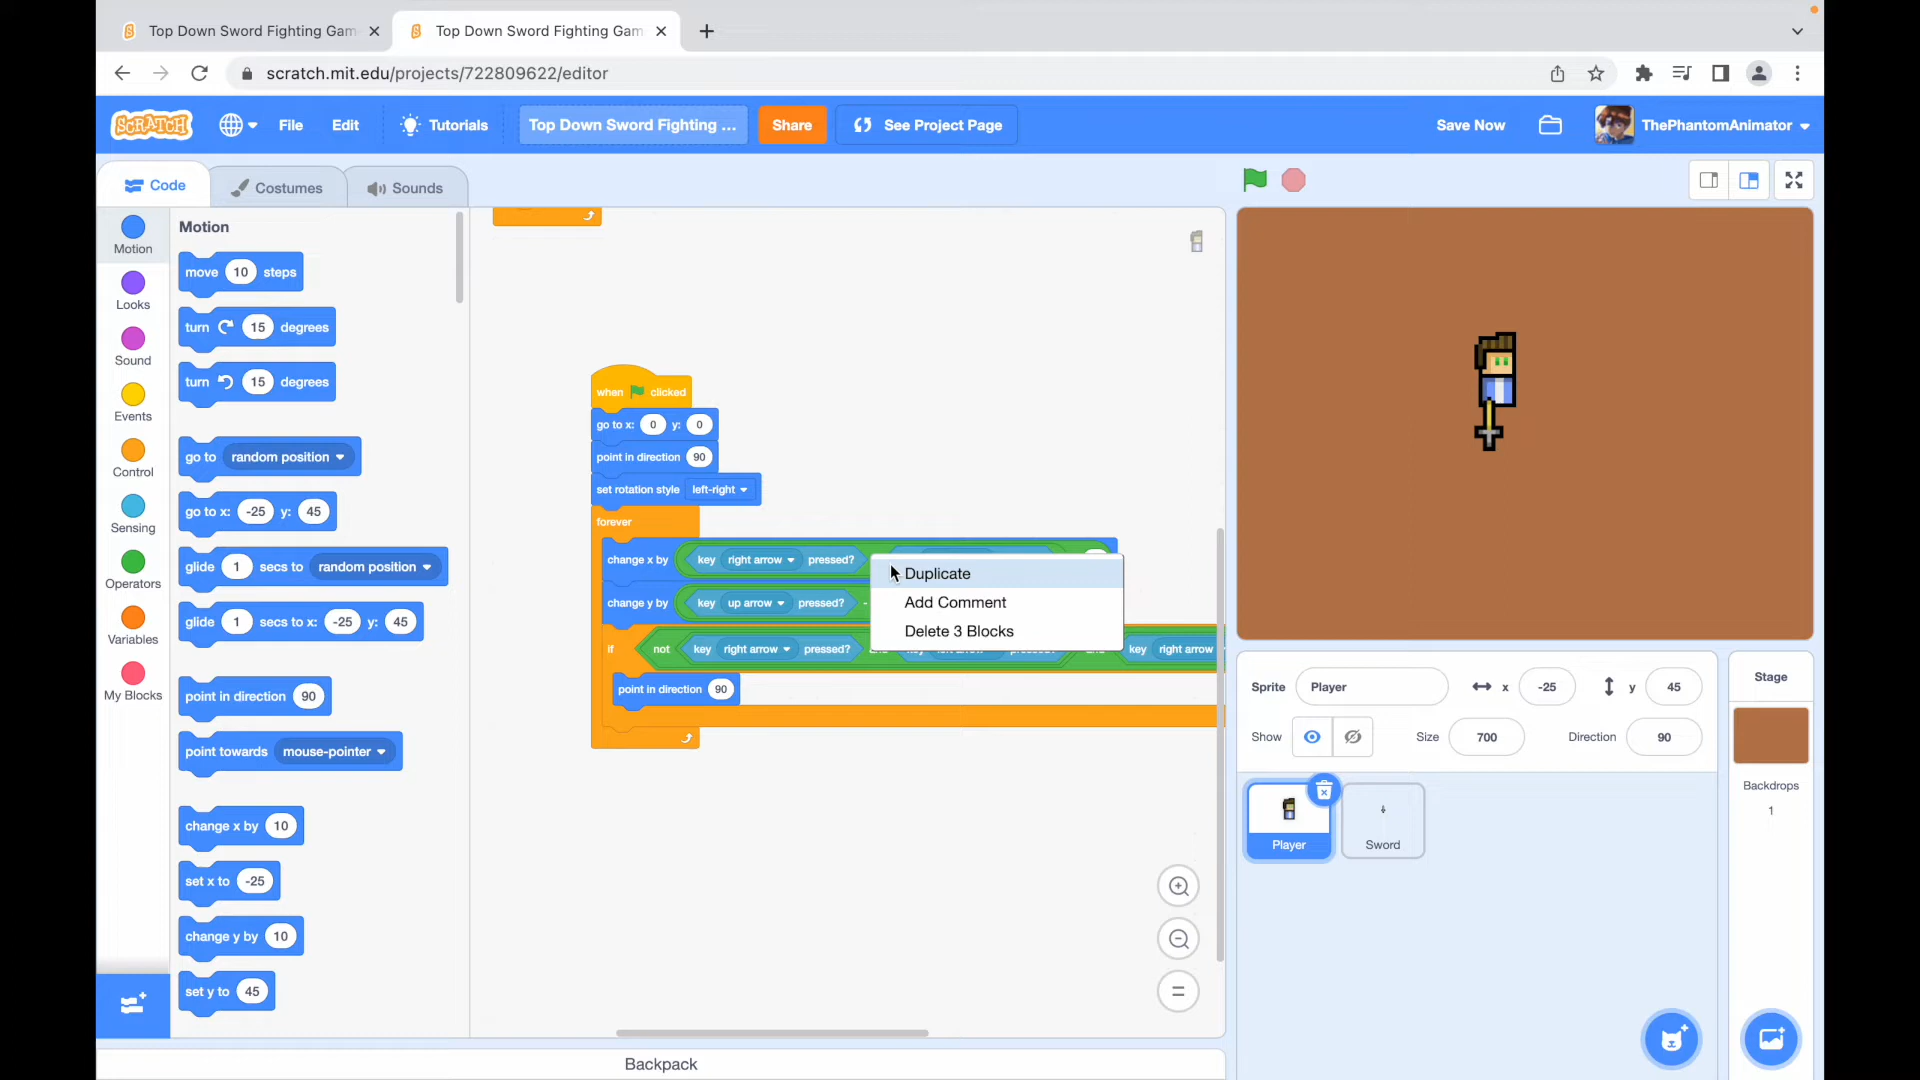 Top Down Sword Fighting Gam
Top Down Sword Fighting Gam
scratch.mit.edu/projects/722809622/editor
SCRATCH
File
Edit
Tutorials
Top Down Sword Fighting ...
Share
See Project Page
Save Now
ThePhantomAnimator
Code
Costumes
Sounds
Motion
Looks
Sound
Events
Control
Sensing
Operators
Variables
My Blocks
Motion
move 10 steps
turn 15 degrees
turn 15 degrees
go to random position
go to x: -25 y: 45
glide 1 secs to random position
glide 1 secs to x: -25 y: 45
point in direction 90
point towards mouse-pointer
change x by 10
set x to -25
change y by 10
set y to 45
when clicked
go to x: 0 y: 0
point in direction 90
set rotation style left-right
forever
change x by key right arrow pressed?
change y by key up arrow pressed? -
if not key right arrow pressed? key right arrow
point in direction 90
Duplicate
Add Comment
Delete 3 Blocks
Backpack
Sprite Player x -25 y 45
Show Size 700 Direction 90
Player
Sword
Stage
Backdrops
1